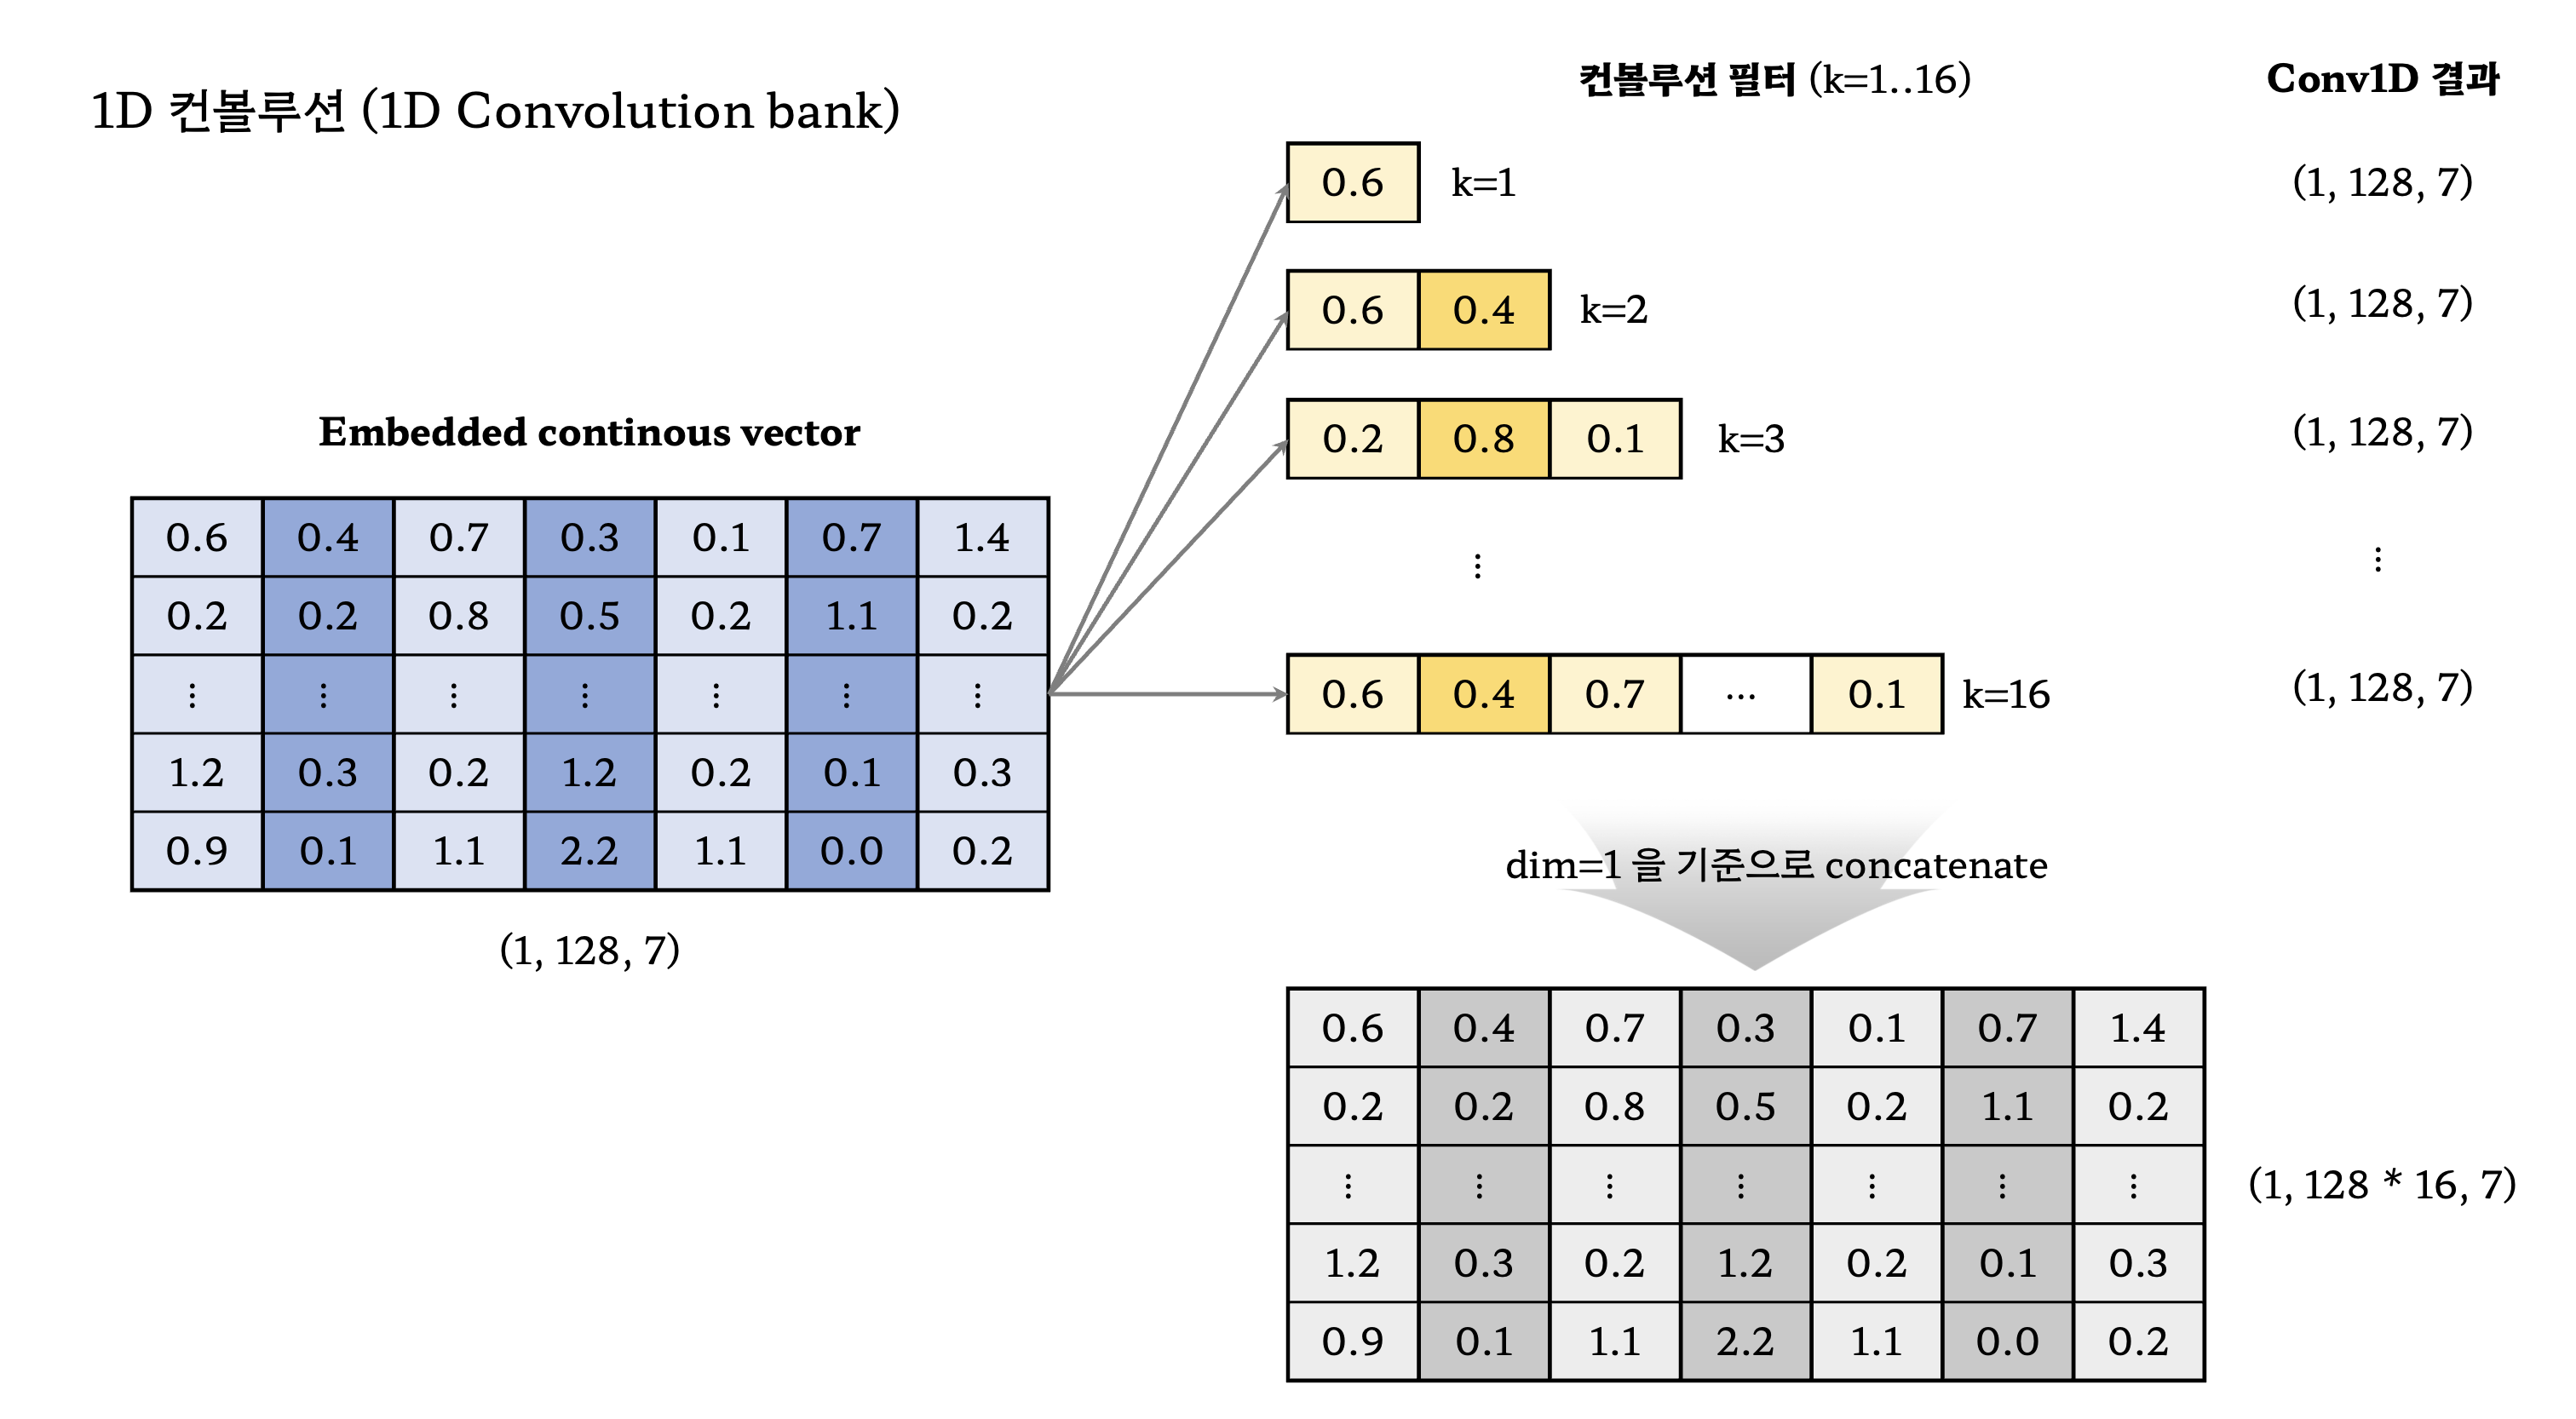 1D 컨볼루션 (1D Convolution bank)
컨볼루션 필터 (k=1..16)
Conv1D 결과
0.6 k=1 (1, 128, 7)
0.6 0.4 k=2 (1, 128, 7)
0.2 0.8 0.1 k=3 (1, 128, 7)
⋮ ⋮
0.6 0.4 0.7 ... 0.1 k=16 (1, 128, 7)
Embedded continous vector
0.6 0.4 0.7 0.3 0.1 0.7 1.4
0.2 0.2 0.8 0.5 0.2 1.1 0.2
⋮ ⋮ ⋮ ⋮ ⋮ ⋮ ⋮
1.2 0.3 0.2 1.2 0.2 0.1 0.3
0.9 0.1 1.1 2.2 1.1 0.0 0.2
(1, 128, 7)
dim=1 을 기준으로 concatenate
0.6 0.4 0.7 0.3 0.1 0.7 1.4
0.2 0.2 0.8 0.5 0.2 1.1 0.2
⋮ ⋮ ⋮ ⋮ ⋮ ⋮ ⋮
1.2 0.3 0.2 1.2 0.2 0.1 0.3
0.9 0.1 1.1 2.2 1.1 0.0 0.2
(1, 128 * 16, 7)